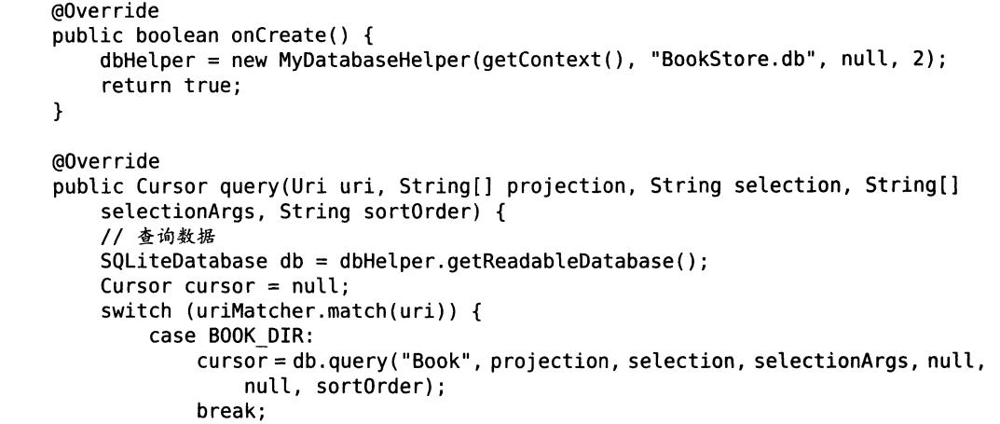 @Override
public boolean onCreate() {
dbHelper = new MyDatabaseHelper(getContext(), "BookStore.db", null, 2);
return true;
}
@Override
public Cursor query(Uri uri, String[] projection, String selection, String[]
selectionArgs, String sortOrder) {
// 查询数据
SQLiteDatabase db = dbHelper.getReadableDatabase();
Cursor cursor = null;
switch (uriMatcher.match(uri)) {
case BOOK_DIR:
cursor = db.query("Book", projection, selection, selectionArgs, null,
null, sortOrder);
break;